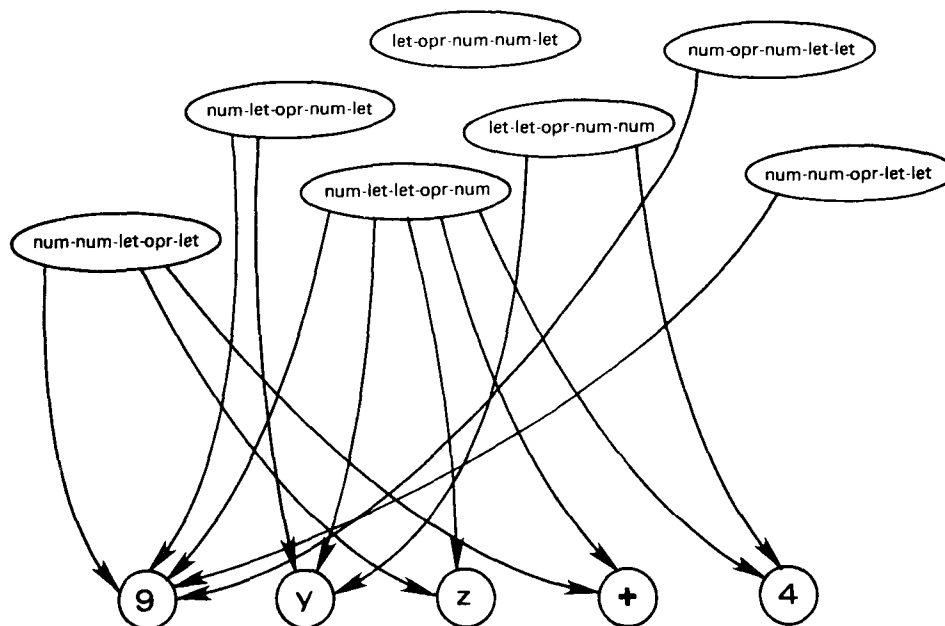 let-opr-num-num-let
num-opr-num-let-let
num-let-opr-num-let
let-let-opr-num-num
num-num-opr-let-let
num-let-let-opr-num
num-num-let-opr-let
9 y z + 4